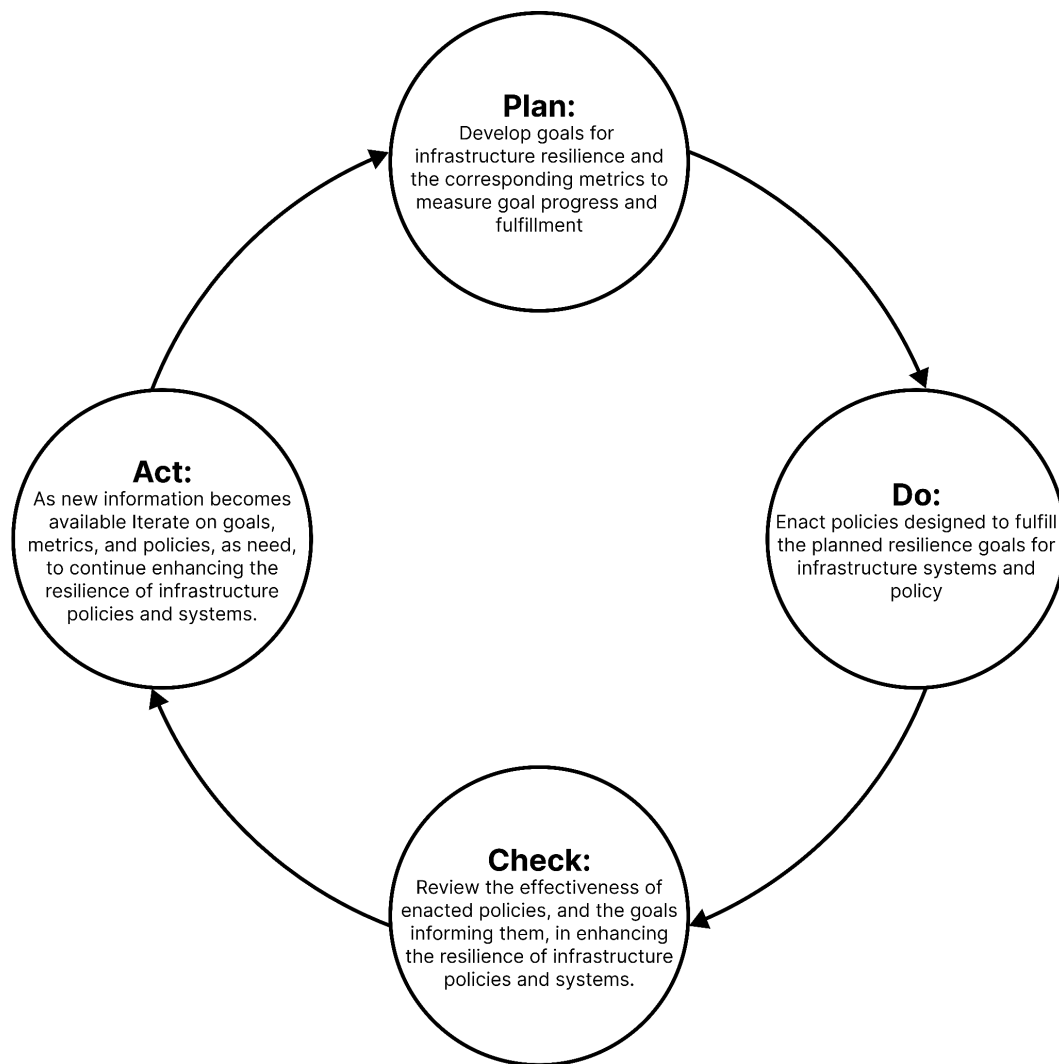 Plan:
Develop goals for
infrastructure resilience and
the corresponding metrics to
measure goal progress and
fulfillment
Act:
As new information becomes
available Iterate on goals,
metrics, and policies, as need,
to continue enhancing the
resilience of infrastructure
policies and systems.
Do:
Enact policies designed to fulfill
the planned resilience goals for
infrastructure systems and
policy
Check:
Review the effectiveness of
enacted policies, and the goals
informing them, in enhancing
the resilience of infrastructure
policies and systems.